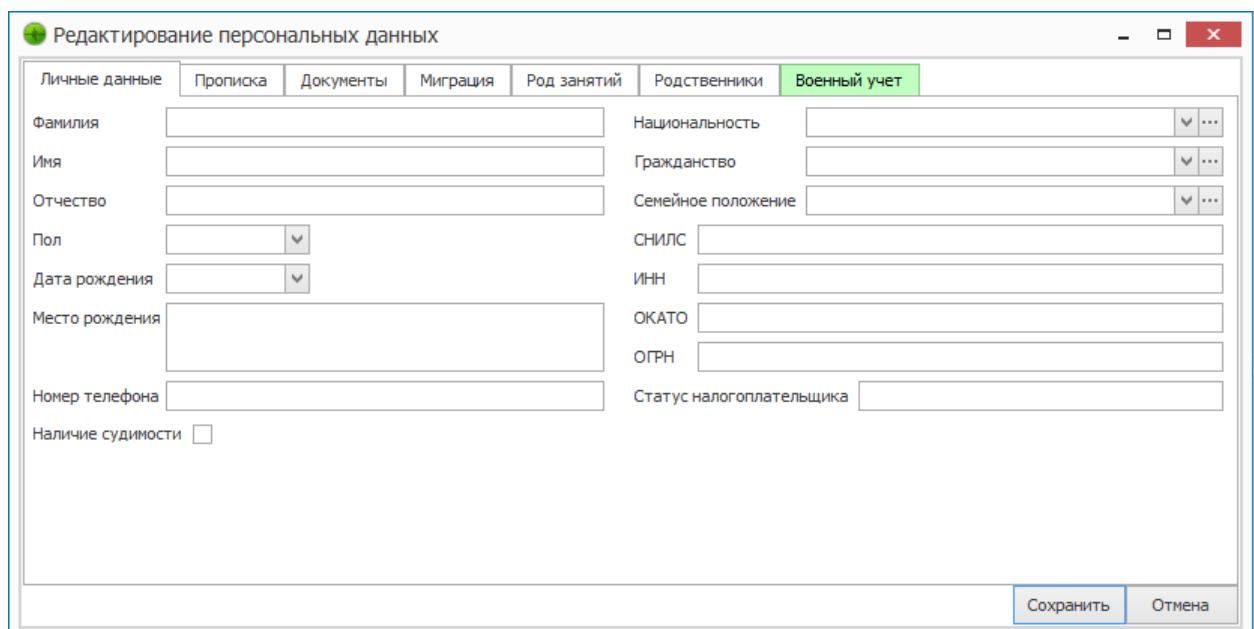 Редактирование персональных данных
Личные данные Прописка Документы Миграция Род занятий Родственники Военный учет
Фамилия Национальность
Имя Гражданство
Отчество Семейное положение
Пол СНИЛС
Дата рождения ИНН
Место рождения ОКАТО
ОГРН
Номер телефона Статус налогоплательщика
Наличие судимости
Сохранить Отмена